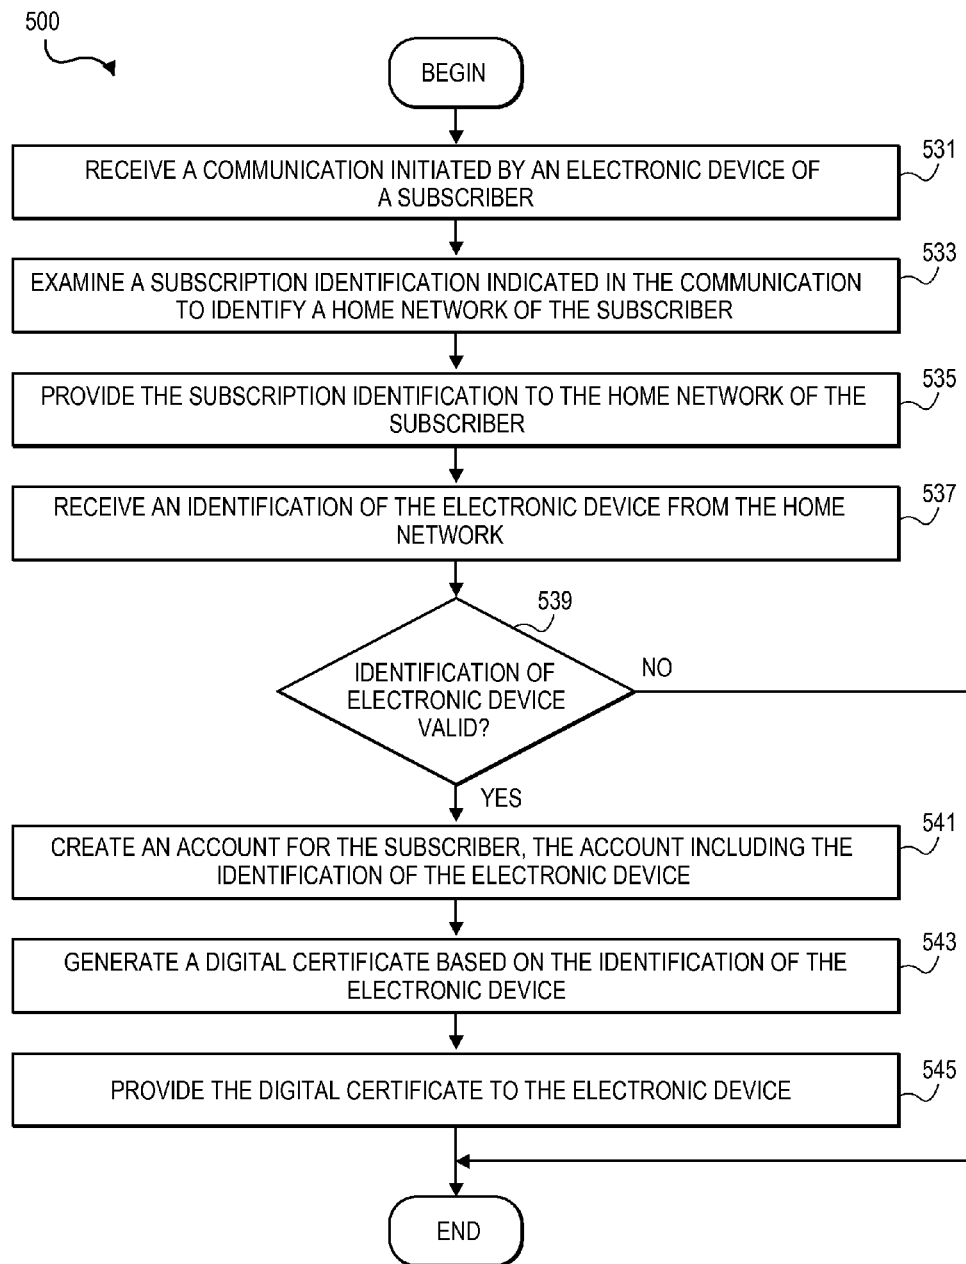 500
BEGIN
RECEIVE A COMMUNICATION INITIATED BY AN ELECTRONIC DEVICE OF
A SUBSCRIBER
531
EXAMINE A SUBSCRIPTION IDENTIFICATION INDICATED IN THE COMMUNICATION
TO IDENTIFY A HOME NETWORK OF THE SUBSCRIBER
533
PROVIDE THE SUBSCRIPTION IDENTIFICATION TO THE HOME NETWORK OF THE
SUBSCRIBER
535
RECEIVE AN IDENTIFICATION OF THE ELECTRONIC DEVICE FROM THE HOME
NETWORK
537
539
IDENTIFICATION OF
ELECTRONIC DEVICE
VALID?
NO
YES
CREATE AN ACCOUNT FOR THE SUBSCRIBER, THE ACCOUNT INCLUDING THE
IDENTIFICATION OF THE ELECTRONIC DEVICE
541
GENERATE A DIGITAL CERTIFICATE BASED ON THE IDENTIFICATION OF THE
ELECTRONIC DEVICE
543
PROVIDE THE DIGITAL CERTIFICATE TO THE ELECTRONIC DEVICE
545
END